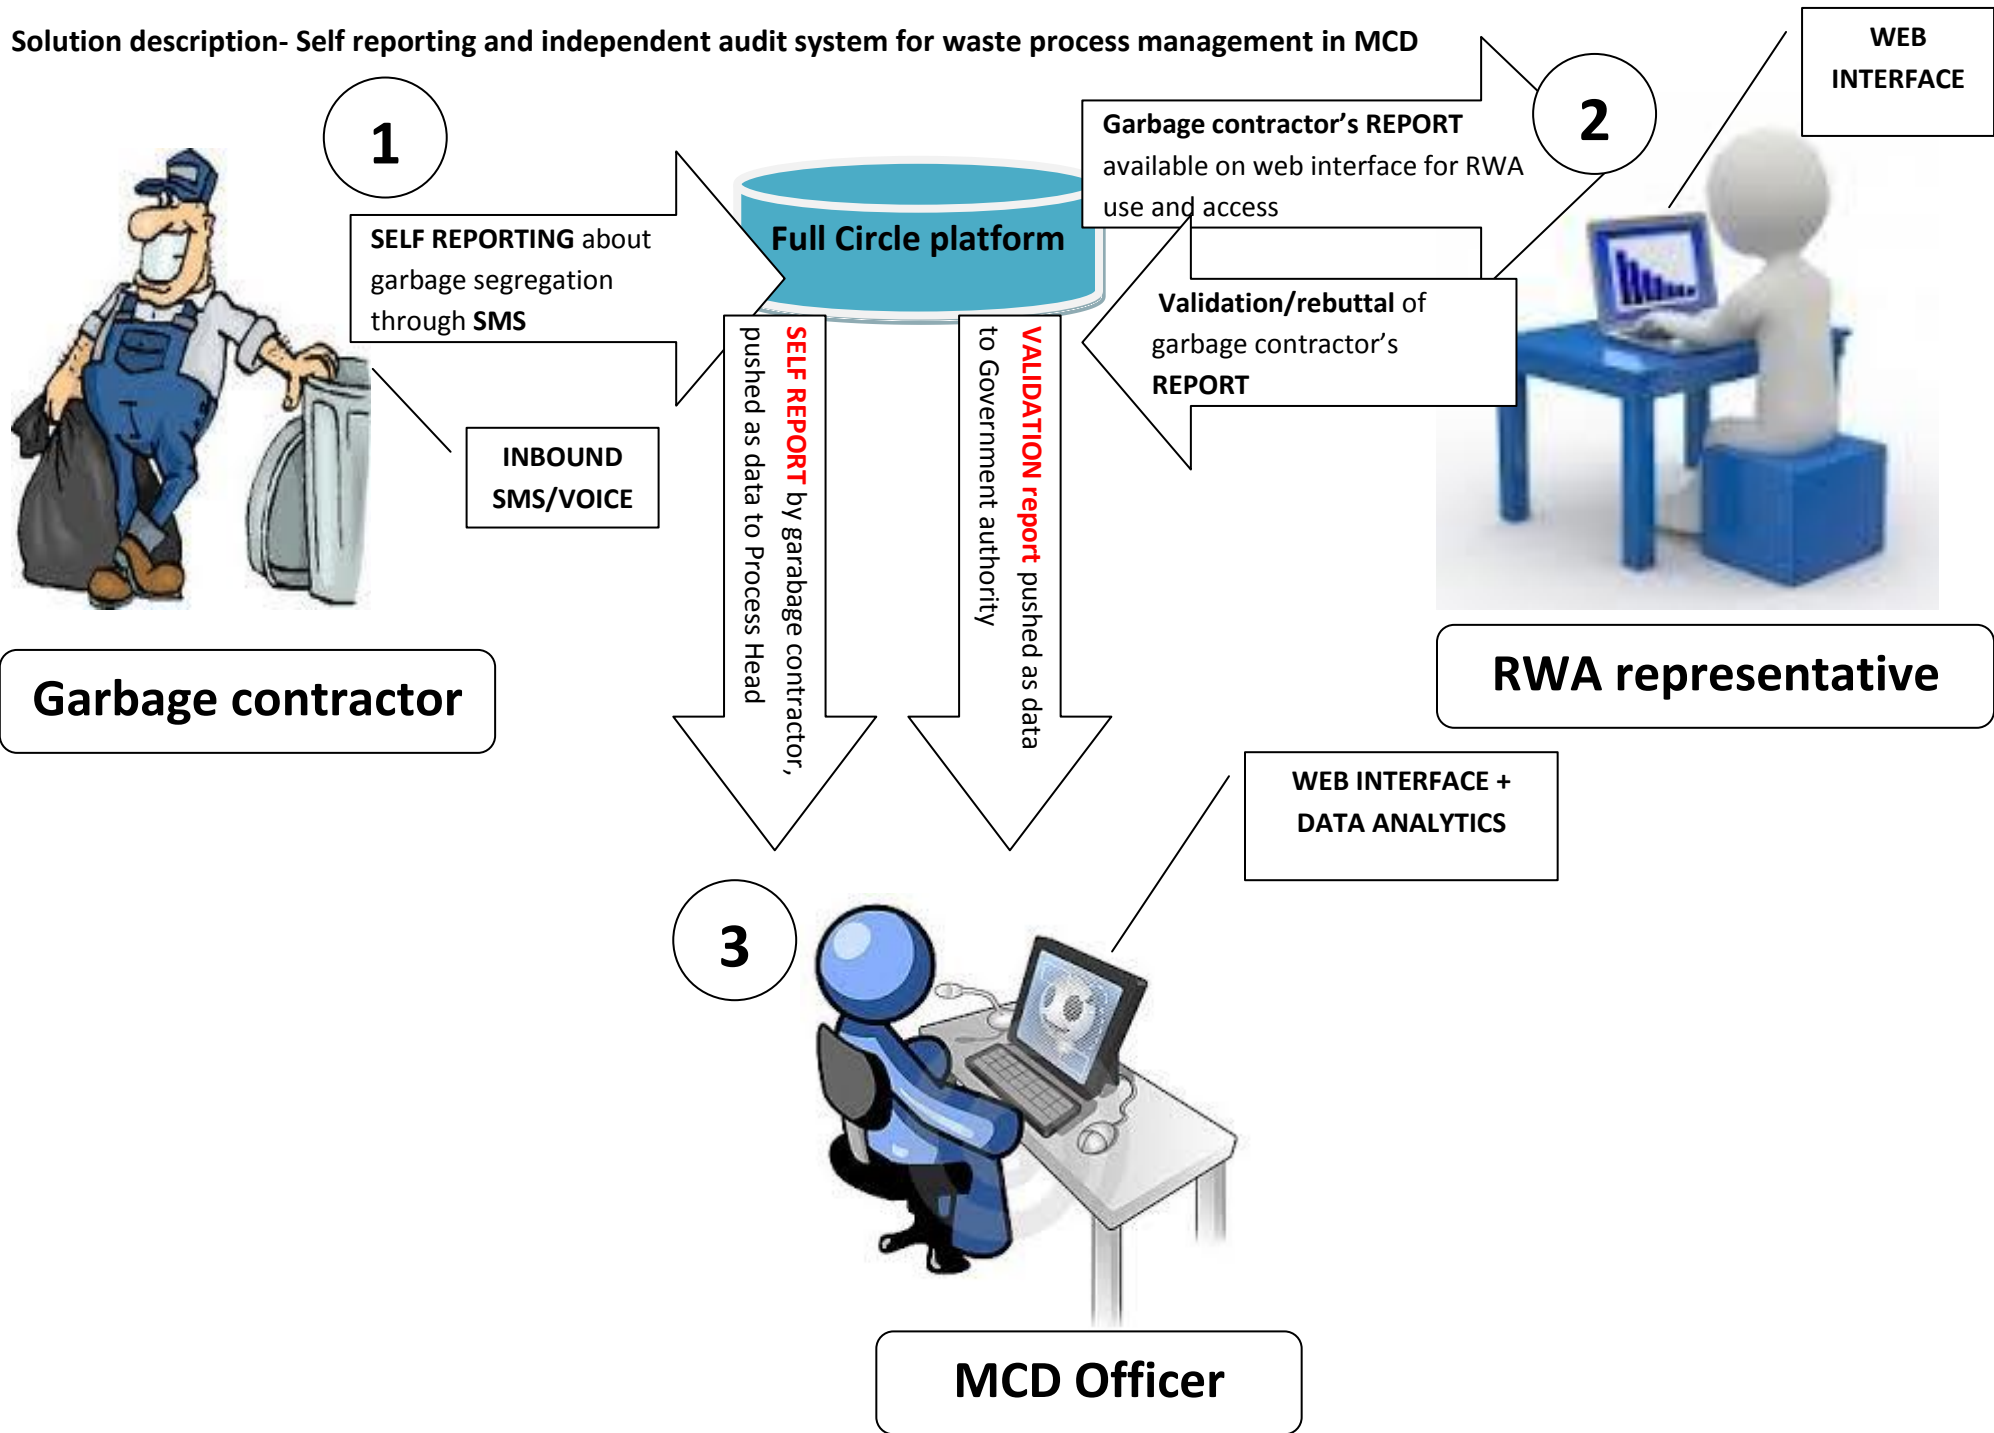 Solution description- Self reporting and independent audit system for waste process management in MCD
WEB
INTERFACE
1
2
Garbage contractor’s REPORT
available on web interface for RWA
use and access
SELF REPORTING about
garbage segregation
through SMS
Full Circle platform
Validation/rebuttal of
garbage contractor’s
REPORT
INBOUND
SMS/VOICE
SELF REPORT by garabage contractor,
pushed as data to Process Head
VALIDATION report pushed as data
to Government authority
Garbage contractor
RWA representative
WEB INTERFACE +
DATA ANALYTICS
3
MCD Officer